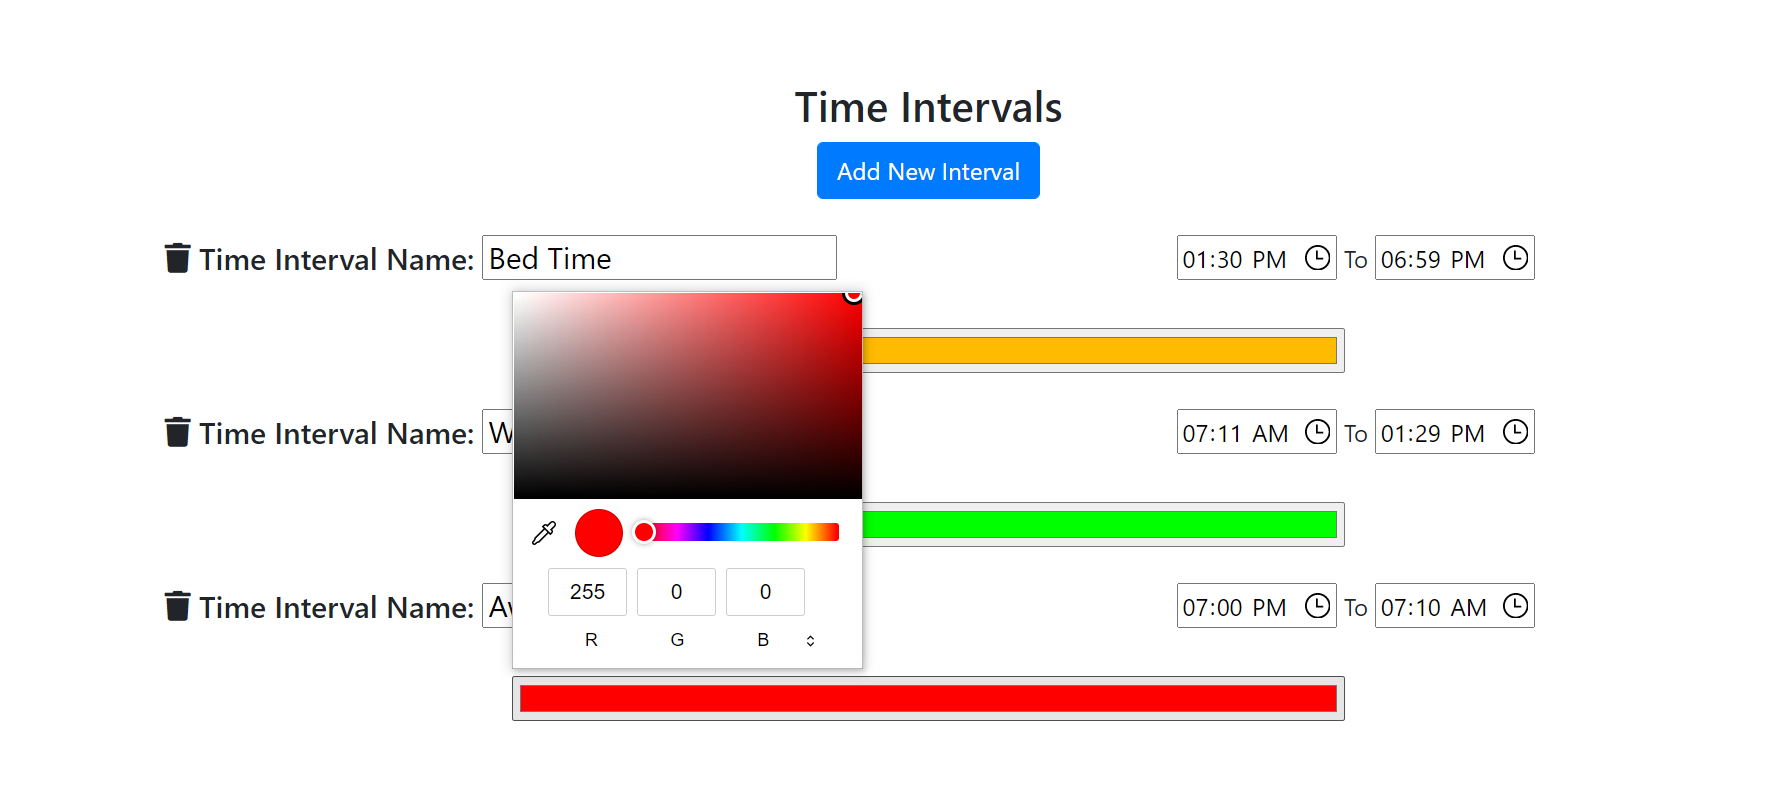 Time Intervals
Add New Interval
Time Interval Name: Bed Time 01:30 PM To 06:59 PM
Time Interval Name: 07:11 AM To 01:29 PM
Time Interval Name: 07:00 PM To 07:10 AM
255 0 0
R G B